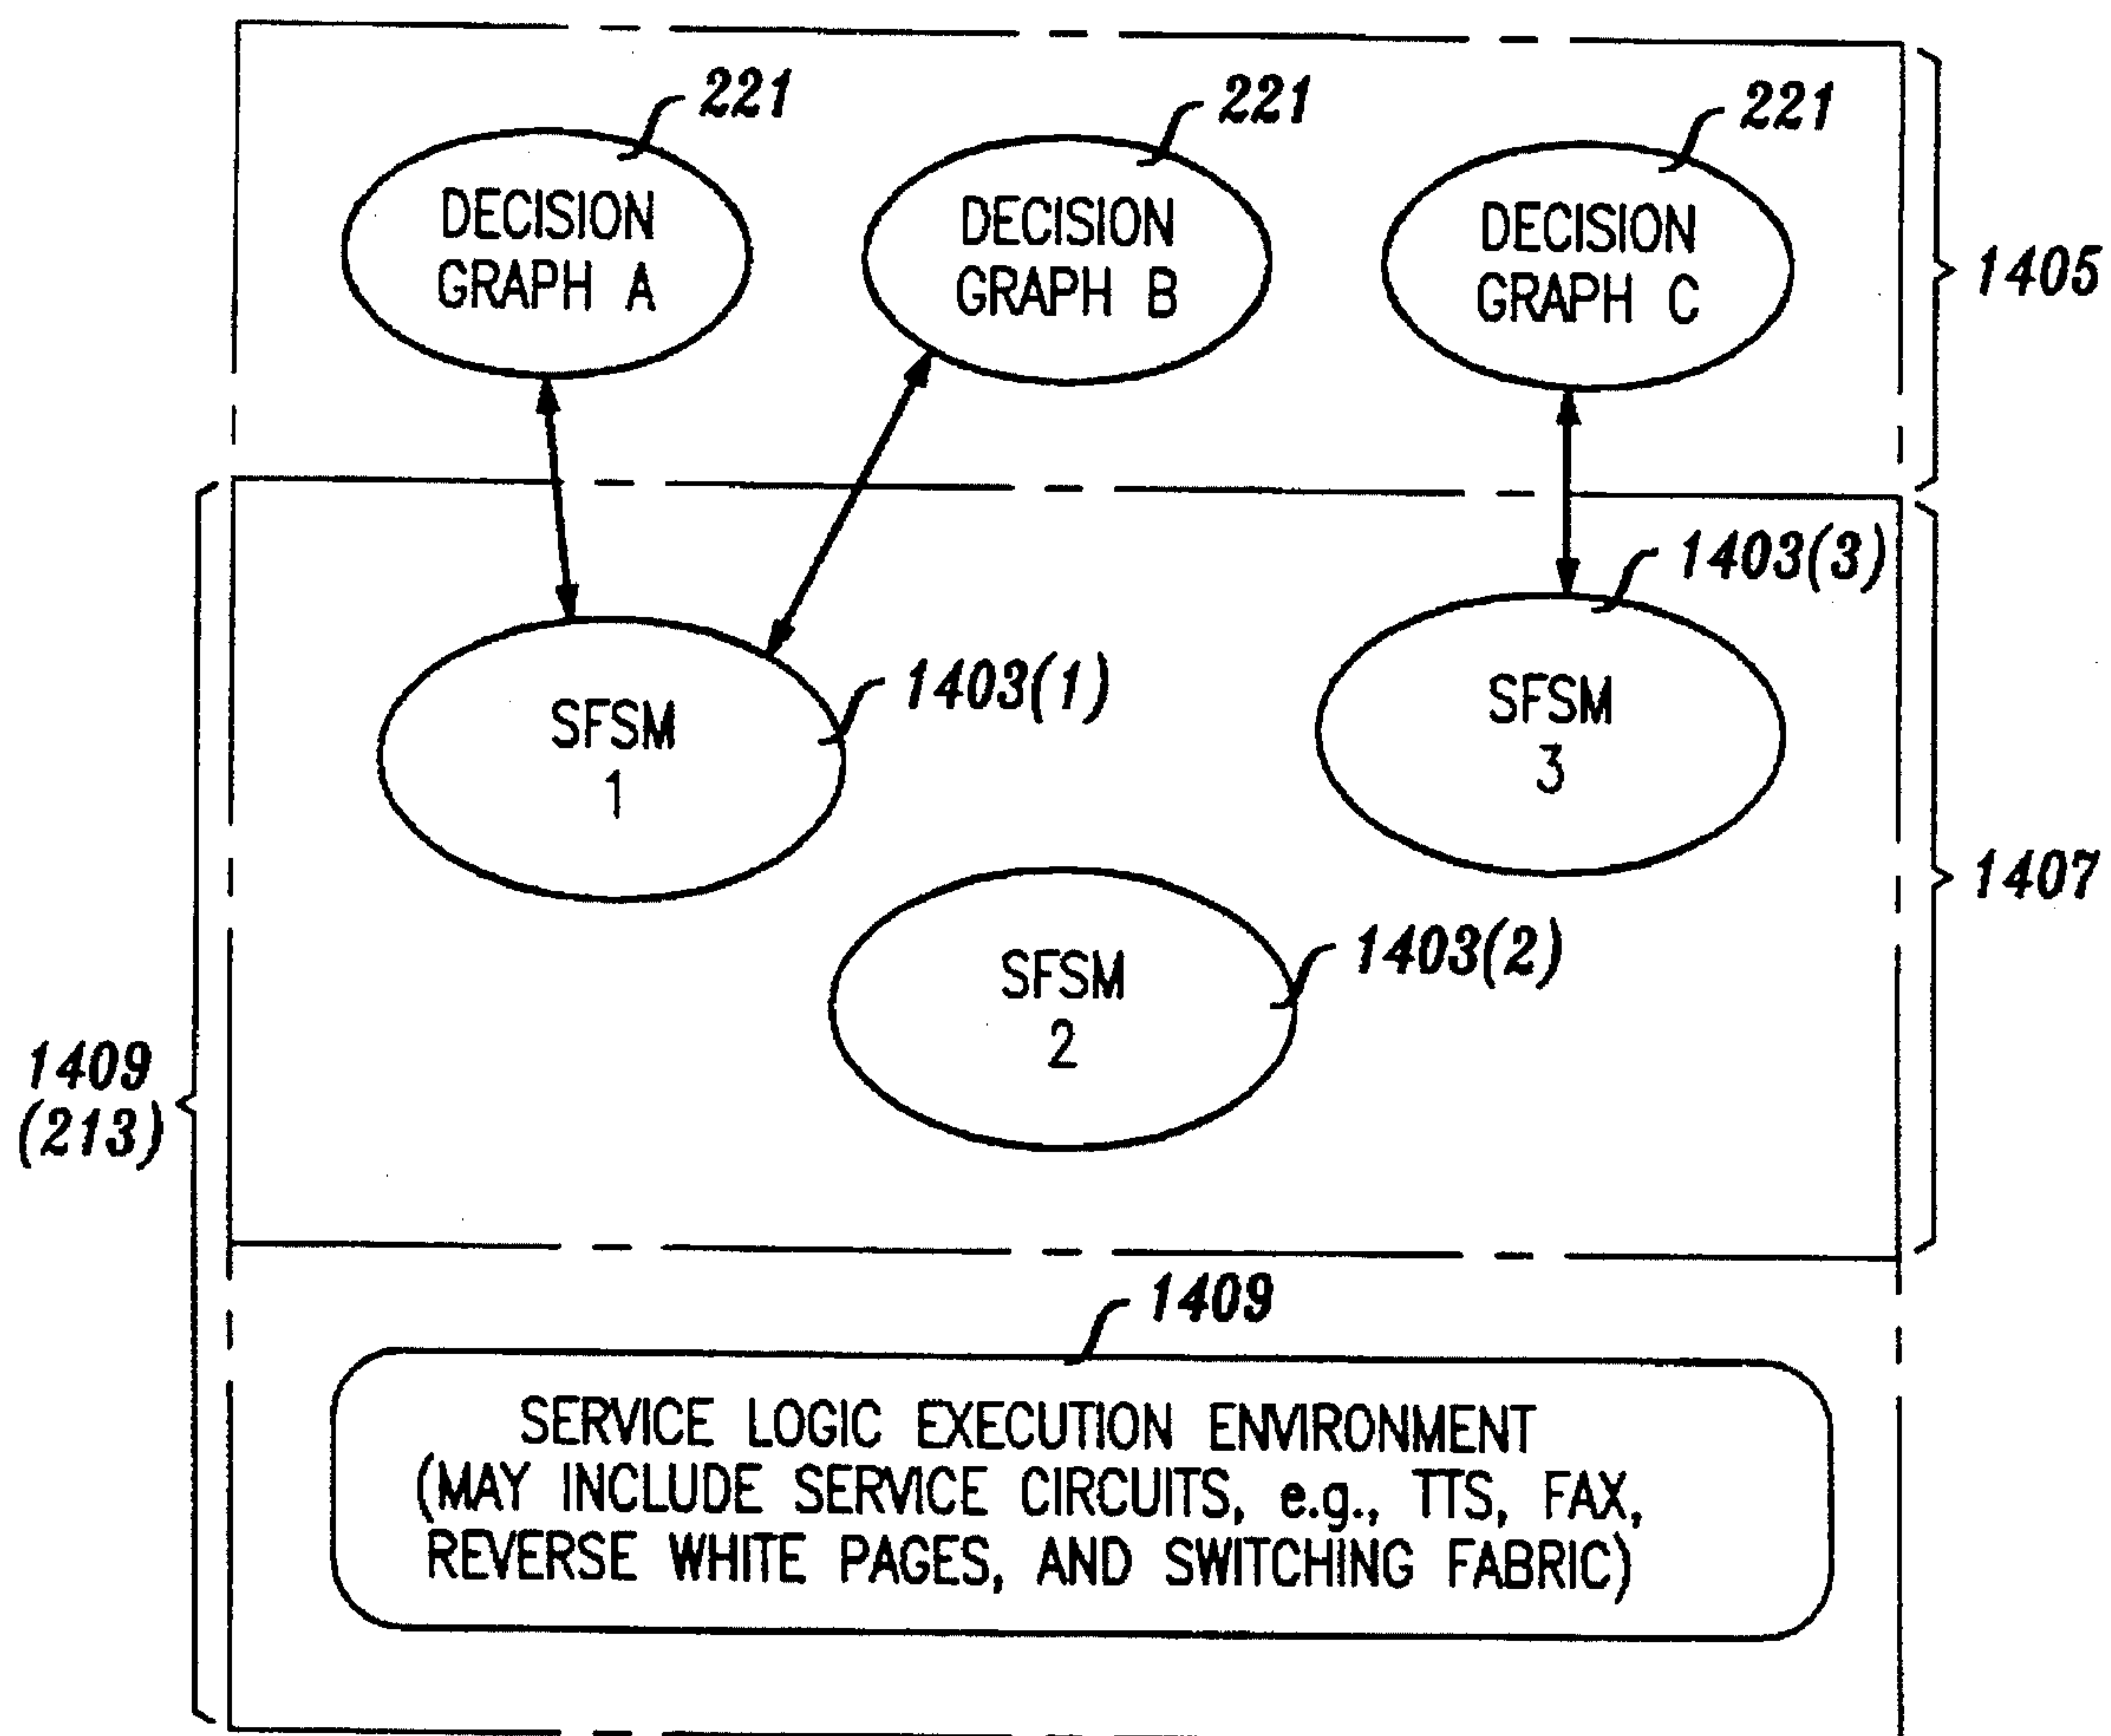 221
221
221
DECISION
GRAPH A
DECISION
GRAPH B
DECISION
GRAPH C
1405
1403(3)
1403(1)
SFSM
1
SFSM
3
1407
1403(2)
SFSM
2
1409
(213)
1409
SERVICE LOGIC EXECUTION ENVIRONMENT
(MAY INCLUDE SERVICE CIRCUITS, e.g., TTS, FAX,
REVERSE WHITE PAGES, AND SWITCHING FABRIC)